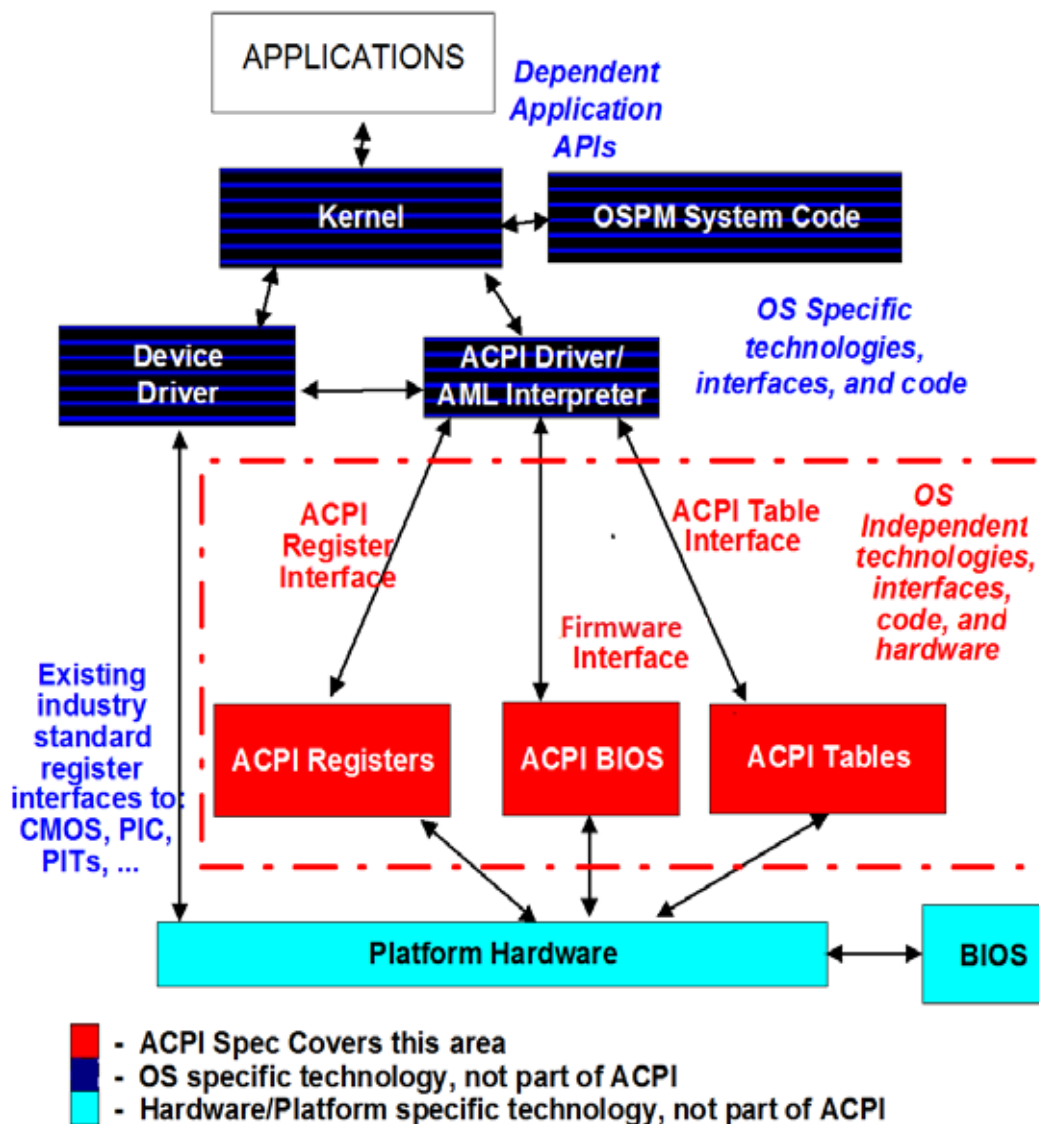 APPLICATIONS
Dependent
Application
APIs
Kernel
OSPM System Code
OS Specific
technologies,
interfaces, and code
Device
Driver
ACPI Driver/
AML Interpreter
ACPI
Register
Interface
ACPI Table
Interface
OS
Independent
technologies,
interfaces,
code, and
hardware
Firmware
Interface
Existing
industry
standard
register
interfaces to:
CMOS, PIC,
PITs, ...
ACPI Registers
ACPI BIOS
ACPI Tables
Platform Hardware
BIOS
- ACPI Spec Covers this area
- OS specific technology, not part of ACPI
- Hardware/Platform specific technology, not part of ACPI